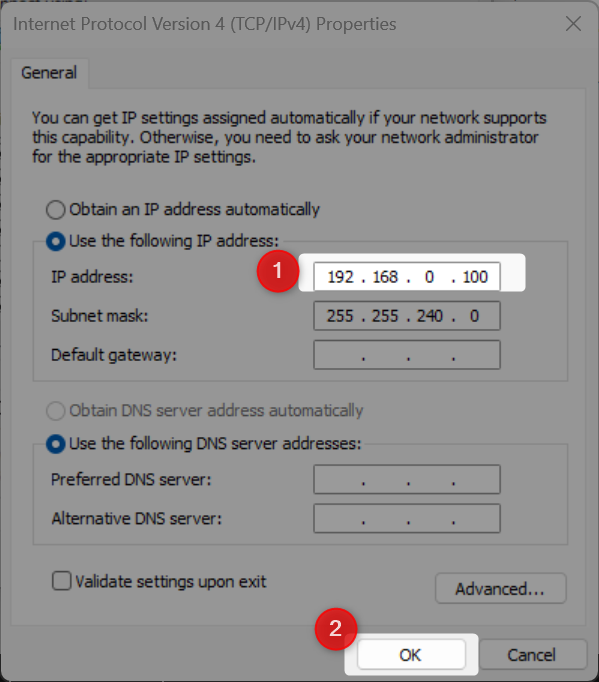 Internet Protocol Version 4 (TCP/IPv4) Properties
General
You can get IP settings assigned automatically if your network supports
this capability. Otherwise, you need to ask your network administrator
for the appropriate IP settings.
Obtain an IP address automatically
Use the following IP address:
1
IP address: 192 . 168 . 0 . 100
Subnet mask: 255 . 255 . 240 . 0
Default gateway: . . .
Obtain DNS server address automatically
Use the following DNS server addresses:
Preferred DNS server: . . .
Alternative DNS server: . . .
Validate settings upon exit
Advanced...
2
OK Cancel